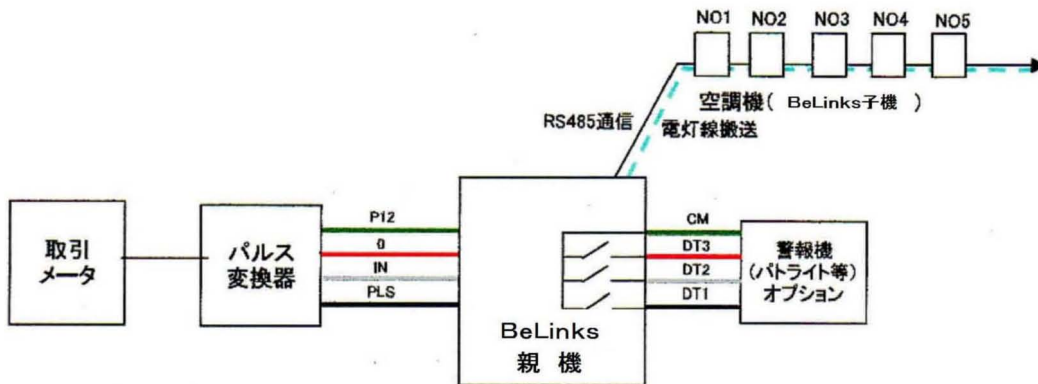 NO1 NO2 NO3 NO4 NO5
空調機( BeLinks子機 )
RS485通信
電灯線搬送
取引
メータ
パルス
変換器
P12
0
IN
PLS
BeLinks
親 機
CM
DT3
DT2
DT1
警報機
(パトライト等)
オプション